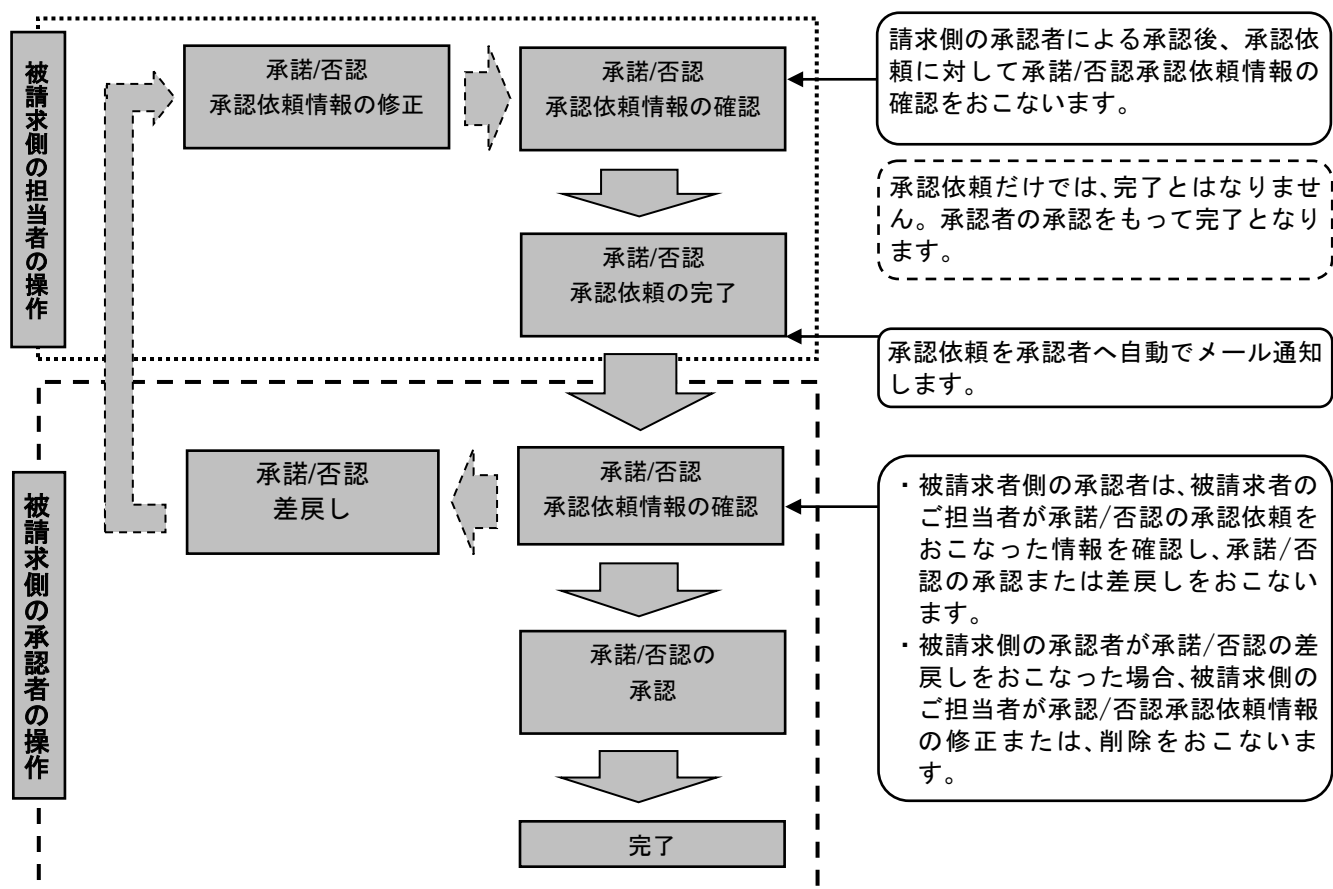 被請求側の担当者の操作
承諾/否認
承認依頼情報の修正
承諾/否認
承認依頼情報の確認
請求側の承認者による承認後、承認依
頼に対して承諾/否認承認依頼情報の
確認をおこないます。
承認依頼だけでは、完了とはなりませ
ん。承認者の承認をもって完了となり
ます。
承諾/否認
承認依頼の完了
承認依頼を承認者へ自動でメール通知
します。
被請求側の承認者の操作
承諾/否認
差戻し
承諾/否認
承認依頼情報の確認
・被請求者側の承認者は、被請求者の
ご担当者が承諾/否認の承認依頼を
おこなった情報を確認し、承諾/否
認の承認または差戻しをおこない
ます。
・被請求側の承認者が承諾/否認の差
戻しをおこなった場合、被請求側の
ご担当者が承認/否認承認依頼情報
の修正または、削除をおこないま
す。
承諾/否認の
承認
完了